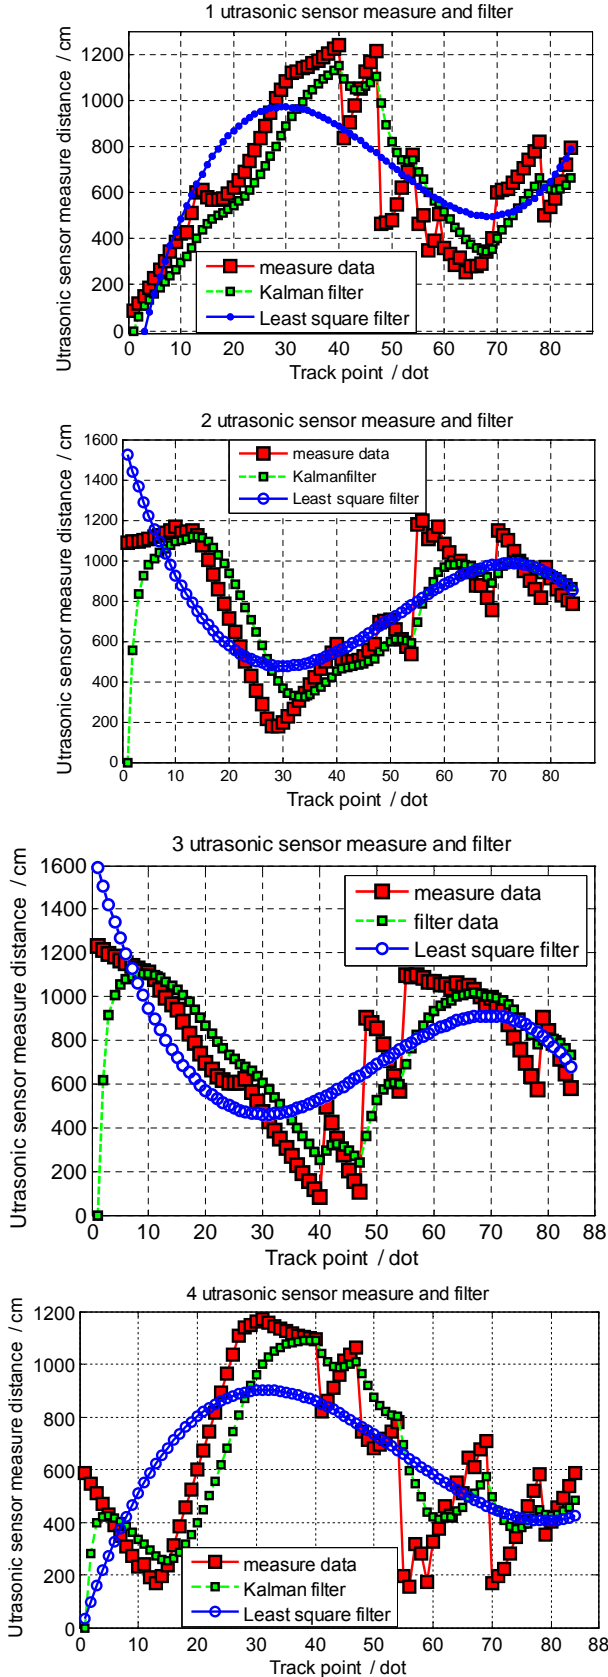 1 utrasonic sensor measure and filter
Utrasonic sensor measure distance / cm
1200
1000
800
600
400
200
0
measure data
Kalman filter
Least square filter
0 10 20 30 40 50 60 70 80
Track point / dot
2 utrasonic sensor measure and filter
Utrasonic sensor measure distance / cm
1600
1400
1200
1000
800
600
400
200
0
measure data
Kalmanfilter
Least square filter
0 10 20 30 40 50 60 70 80
Track point / dot
3 utrasonic sensor measure and filter
Utrasonic sensor measure distance / cm
1600
1400
1200
1000
800
600
400
200
0
measure data
filter data
Least square filter
0 10 20 30 40 50 60 70 80 88
Track point / dot
4 utrasonic sensor measure and filter
Utrasonic sensor measure distance / cm
1200
1000
800
600
400
200
0
measure data
Kalman filter
Least square filter
0 10 20 30 40 50 60 70 80
Track point / dot